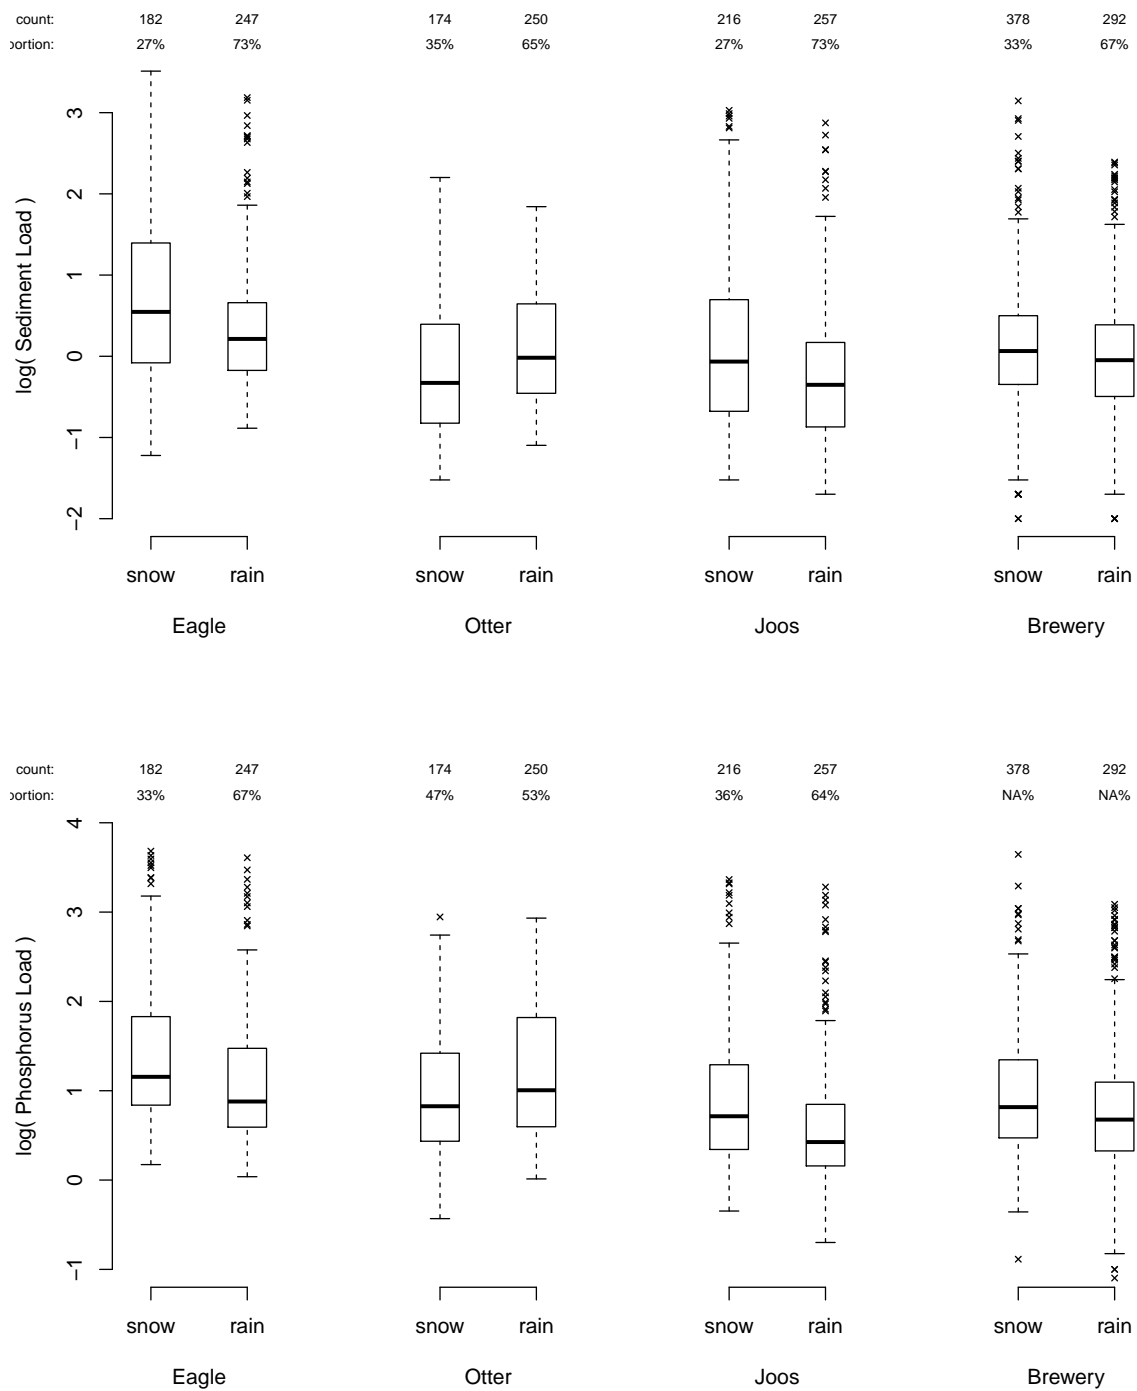 count: 182 247 174 250 216 257 378 292
portion: 27% 73% 35% 65% 27% 73% 33% 67%
3
2
1
0
−1
−2
log( Sediment Load )
snow rain snow rain snow rain snow rain
Eagle Otter Joos Brewery
count: 182 247 174 250 216 257 378 292
portion: 33% 67% 47% 53% 36% 64% NA% NA%
4
3
2
1
0
−1
log( Phosphorus Load )
snow rain snow rain snow rain snow rain
Eagle Otter Joos Brewery